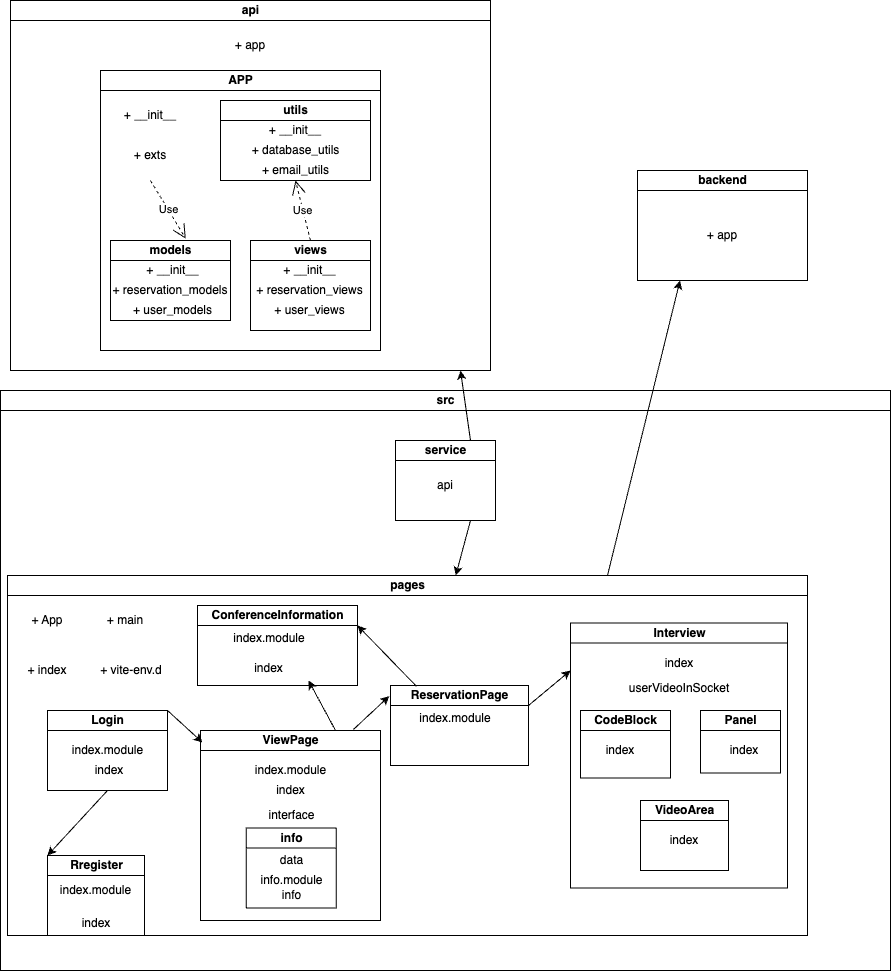 api
+ app
APP
+ __init__
+ exts
utils
+ __init__
+ database_utils
+ email_utils
Use
Use
models
+ __init__
+ reservation_models
+ user_models
views
+ __init__
+ reservation_views
+ user_views
backend
+ app
src
service
api
pages
+ App
+ main
+ index
+ vite-env.d
ConferenceInformation
index.module
index
ReservationPage
index.module
Interview
index
userVideoInSocket
CodeBlock
index
Panel
index
VideoArea
index
Login
index.module
index
ViewPage
index.module
index
interface
info
data
info.module
info
Rregister
index.module
index